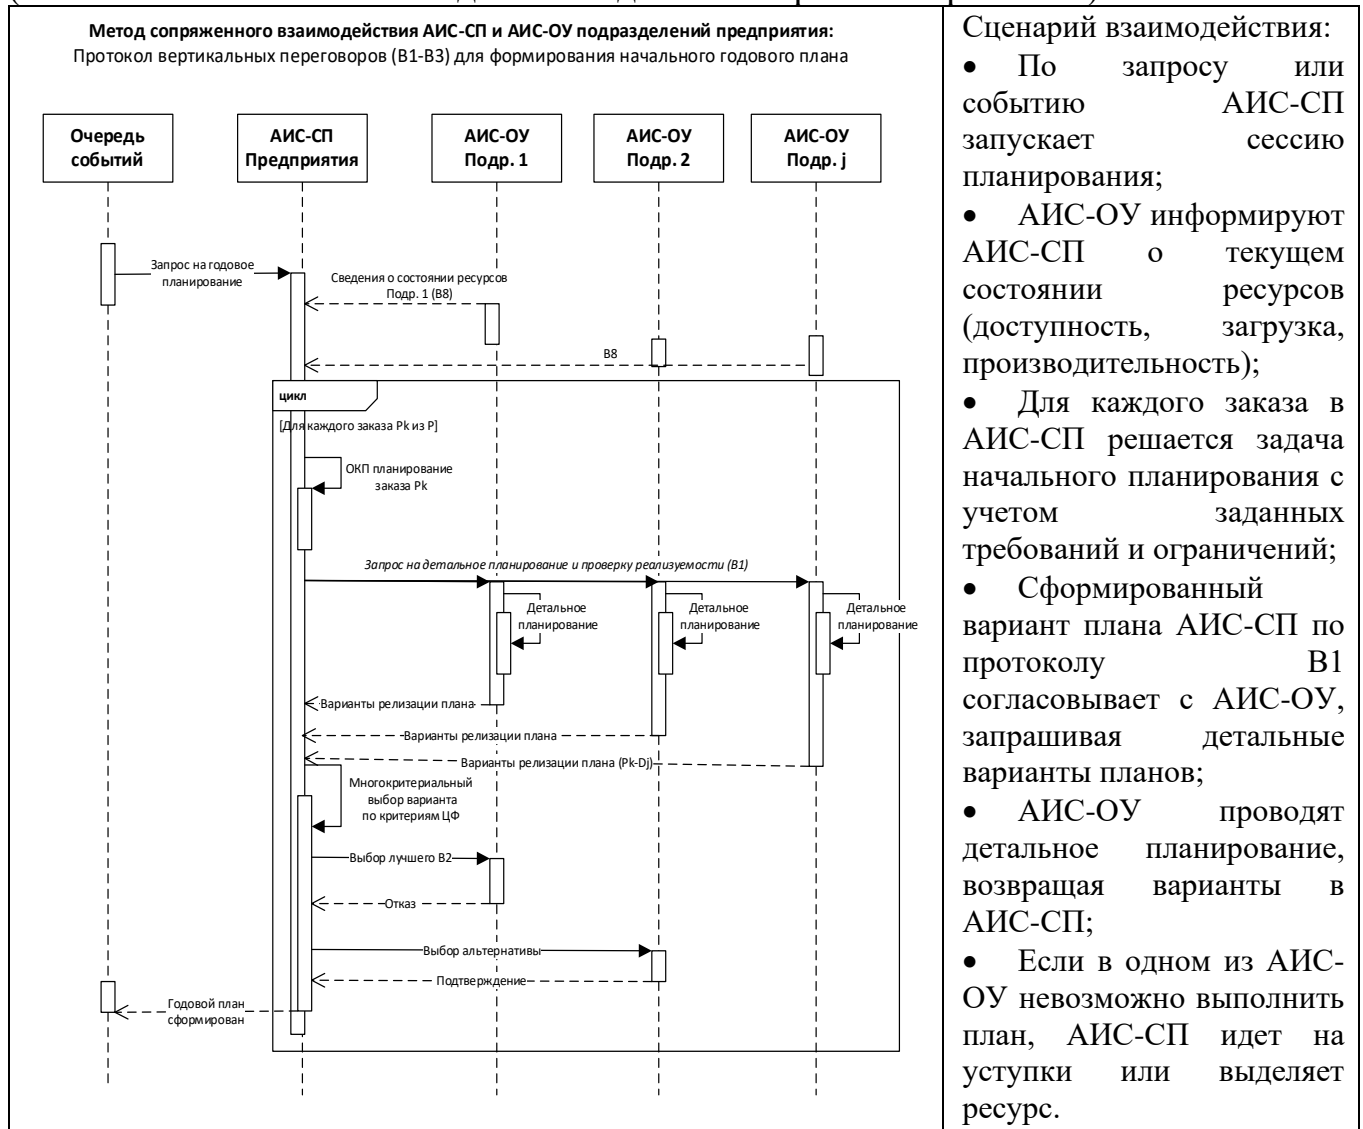 Метод сопряженного взаимодействия АИС-СП и АИС-ОУ подразделений предприятия:
Протокол вертикальных переговоров (В1-В3) для формирования начального годового плана
Очередь
событий
АИС-СП
Предприятия
АИС-ОУ
Подр. 1
АИС-ОУ
Подр. 2
АИС-ОУ
Подр. j
Запрос на годовое
планирование
Сведения о состоянии ресурсов
Подр. 1 (В8)
В8
цикл
[Для каждого заказа Pk из P]
ОКП планирование
заказа Pk
Запрос на детальное планирование и проверку реализуемости (В1)
Детальное
планирование
Детальное
планирование
Детальное
планирование
Варианты релизации плана
Варианты релизации плана
Варианты релизации плана (Pk-Dj)
Многокритериальный
выбор варианта
по критериям ЦФ
Выбор лучшего В2
Отказ
Выбор альтернативы
Подтверждение
Годовой план
сформирован
Сценарий взаимодействия:
• По запросу или
событию АИС-СП
запускает сессию
планирования;
• АИС-ОУ информируют
АИС-СП о текущем
состоянии ресурсов
(доступность, загрузка,
производительность);
• Для каждого заказа в
АИС-СП решается задача
начального планирования с
учетом заданных
требований и ограничений;
• Сформированный
вариант плана АИС-СП по
протоколу В1
согласовывает с АИС-ОУ,
запрашивая детальные
варианты планов;
• АИС-ОУ проводят
детальное планирование,
возвращая варианты в
АИС-СП;
• Если в одном из АИС-
ОУ невозможно выполнить
план, АИС-СП идет на
уступки или выделяет
ресурс.